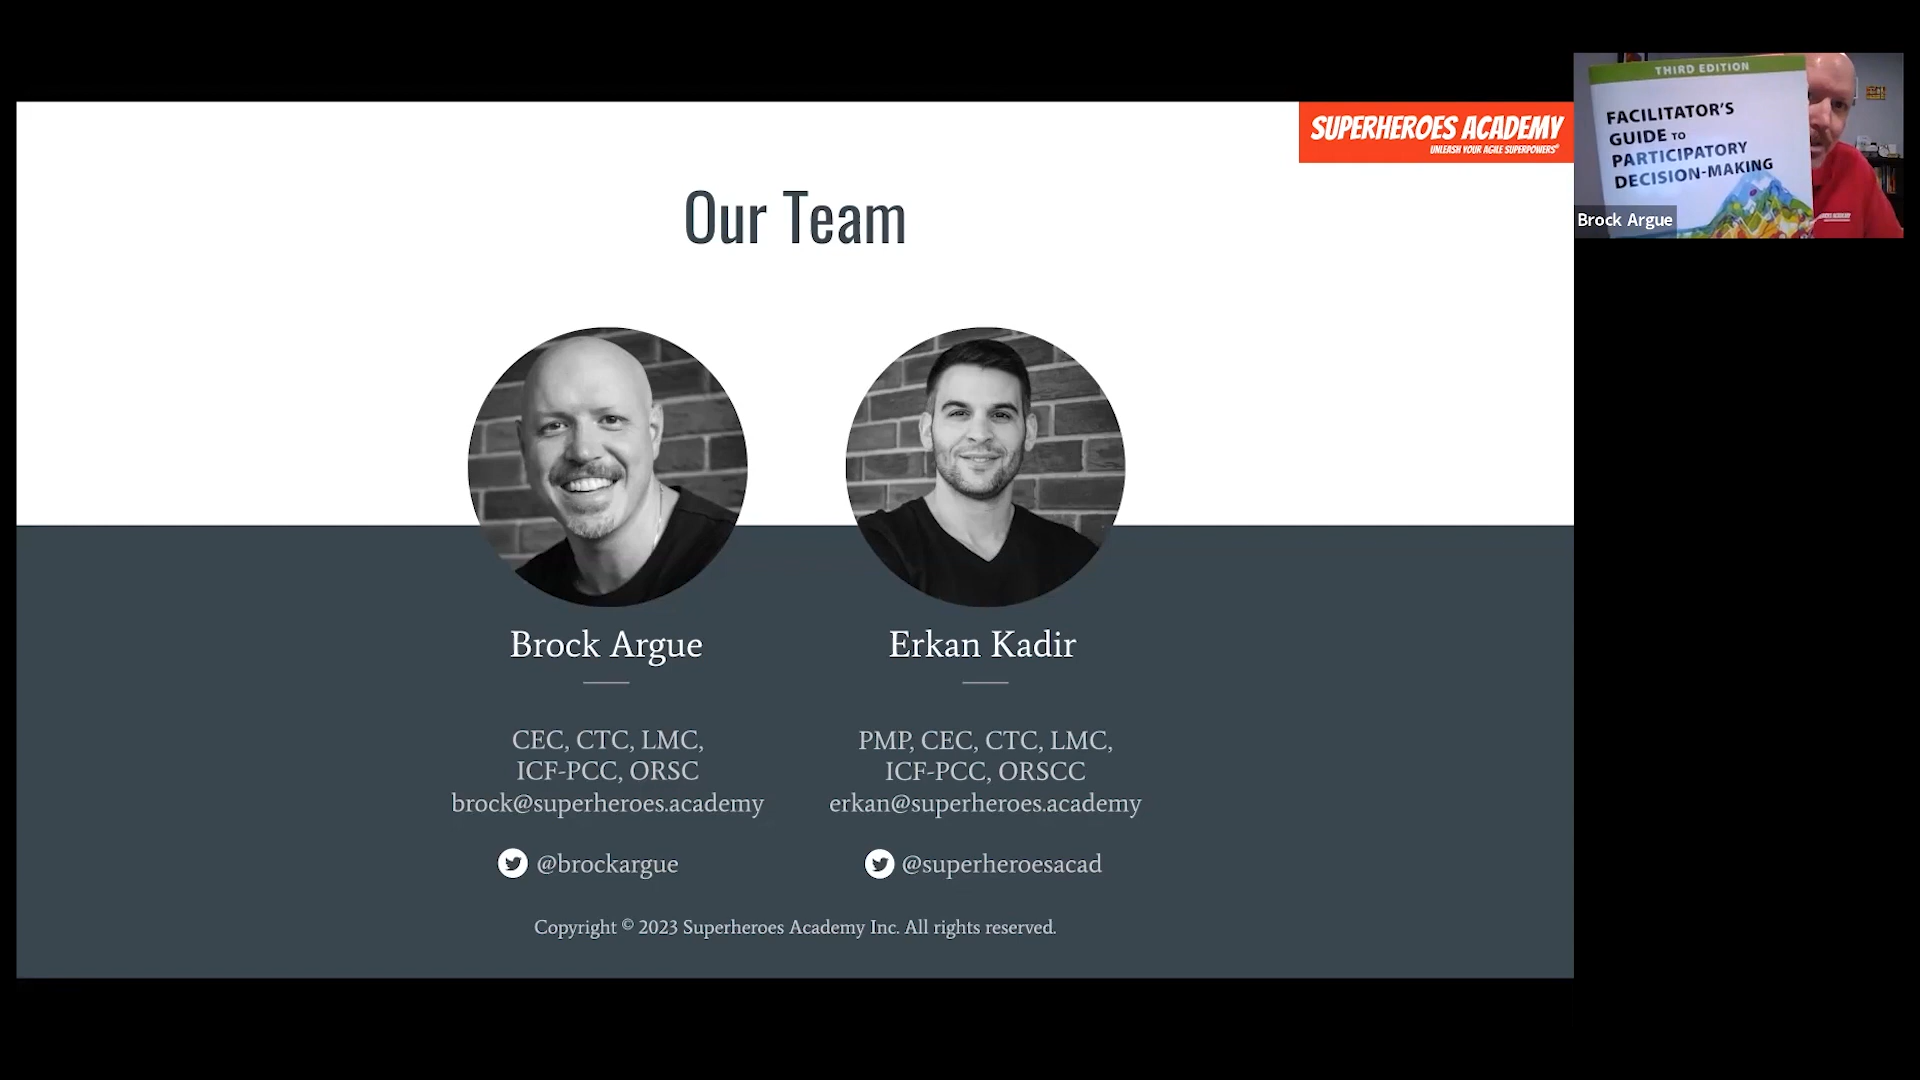 SUPERHEROES ACADEMY
UNLEASH YOUR AGILE SUPERPOWERS®
THIRD EDITION
FACILITATOR'S
GUIDE TO
PARTICIPATORY
DECISION-MAKING
Brock Argue
Our Team
Brock Argue
CEC, CTC, LMC,
ICF-PCC, ORSC
brock@superheroes.academy
@brockargue
Erkan Kadir
PMP, CEC, CTC, LMC,
ICF-PCC, ORSCC
erkan@superheroes.academy
@superheroesacad
Copyright © 2023 Superheroes Academy Inc. All rights reserved.